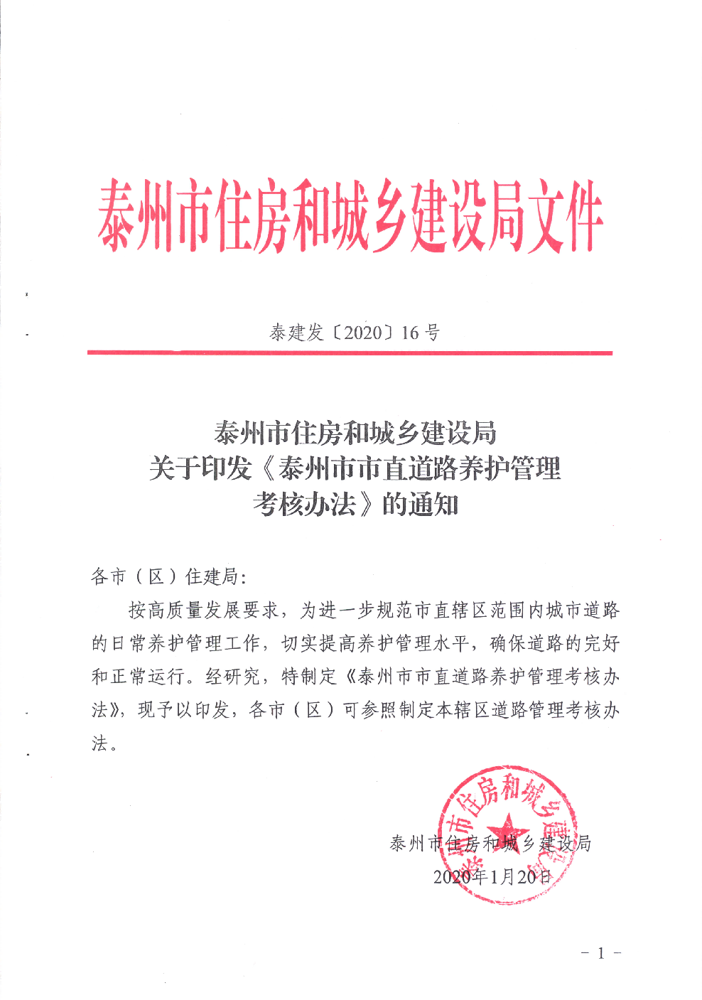 泰州市住房和城乡建设局文件
泰建发〔2020〕16号
泰州市住房和城乡建设局
关于印发《泰州市市直道路养护管理
考核办法》的通知
各市（区）住建局：
按高质量发展要求，为进一步规范市直辖区范围内城市道路
的日常养护管理工作，切实提高养护管理水平，确保道路的完好
和正常运行。经研究，特制定《泰州市市直道路养护管理考核办
法》，现予以印发，各市（区）可参照制定本辖区道路管理考核办
法。
泰州市住房和城乡建设局
泰州市住房和城乡建设局
2020年1月20日
- 1 -